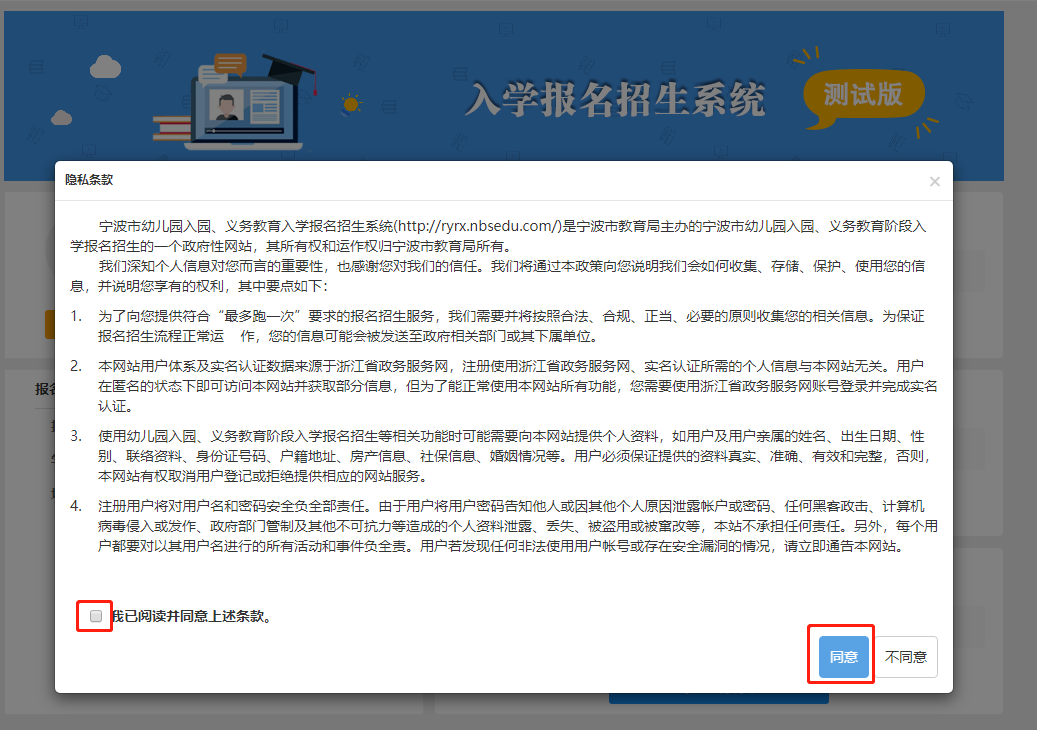 入学报名招生系统
测试版
隐私条款
×
宁波市幼儿园入园、义务教育入学报名招生系统(http://ryrx.nbsedu.com/)是宁波市教育局主办的宁波市幼儿园入园、义务教育阶段入
学报名招生的一个政府性网站，其所有权和运作权归宁波市教育局所有。
我们深知个人信息对您而言的重要性，也感谢您对我们的信任。我们将通过本政策向您说明我们会如何收集、存储、保护、使用您的信
息，并说明您享有的权利，其中要点如下：
1. 为了向您提供符合“最多跑一次”要求的报名招生服务，我们需要并将按照合法、合规、正当、必要的原则收集您的相关信息。为保证
报名招生流程正常运 作，您的信息可能会被发送至政府相关部门或其下属单位。
2. 本网站用户体系及实名认证数据来源于浙江省政务服务网，注册使用浙江省政务服务网、实名认证所需的个人信息与本网站无关。用户
在匿名的状态下即可访问本网站并获取部分信息，但为了能正常使用本网站所有功能，您需要使用浙江省政务服务网账号登录并完成实名
认证。
3. 使用幼儿园入园、义务教育阶段入学报名招生等相关功能时可能需要向本网站提供个人资料，如用户及用户亲属的姓名、出生日期、性
别、联络资料、身份证号码、户籍地址、房产信息、社保信息、婚姻情况等。用户必须保证提供的资料真实、准确、有效和完整，否则，
本网站有权取消用户登记或拒绝提供相应的网站服务。
4. 注册用户将对用户名和密码安全负全部责任。由于用户将用户密码告知他人或因其他个人原因泄露帐户或密码、任何黑客政击、计算机
病毒侵入或发作、政府部门管制及其他不可抗力等造成的个人资料泄露、丢失、被盗用或被窜改等，本站不承担任何责任。另外，每个用
户都要对以其用户名进行的所有活动和事件负全责。用户若发现任何非法使用用户帐号或存在安全漏洞的情况，请立即通告本网站。
报名
我已阅读并同意上述条款。
同意
不同意